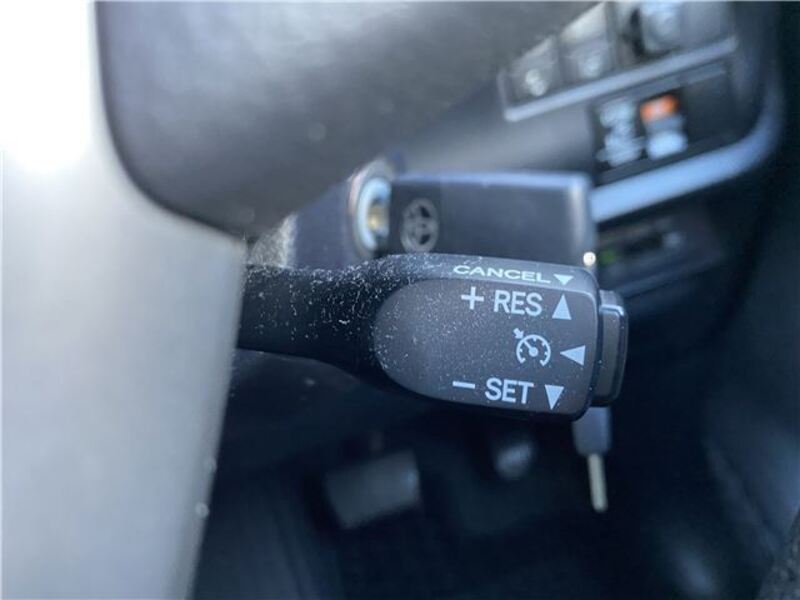 CANCEL▼
+ RES ▲
◀
− SET ▼